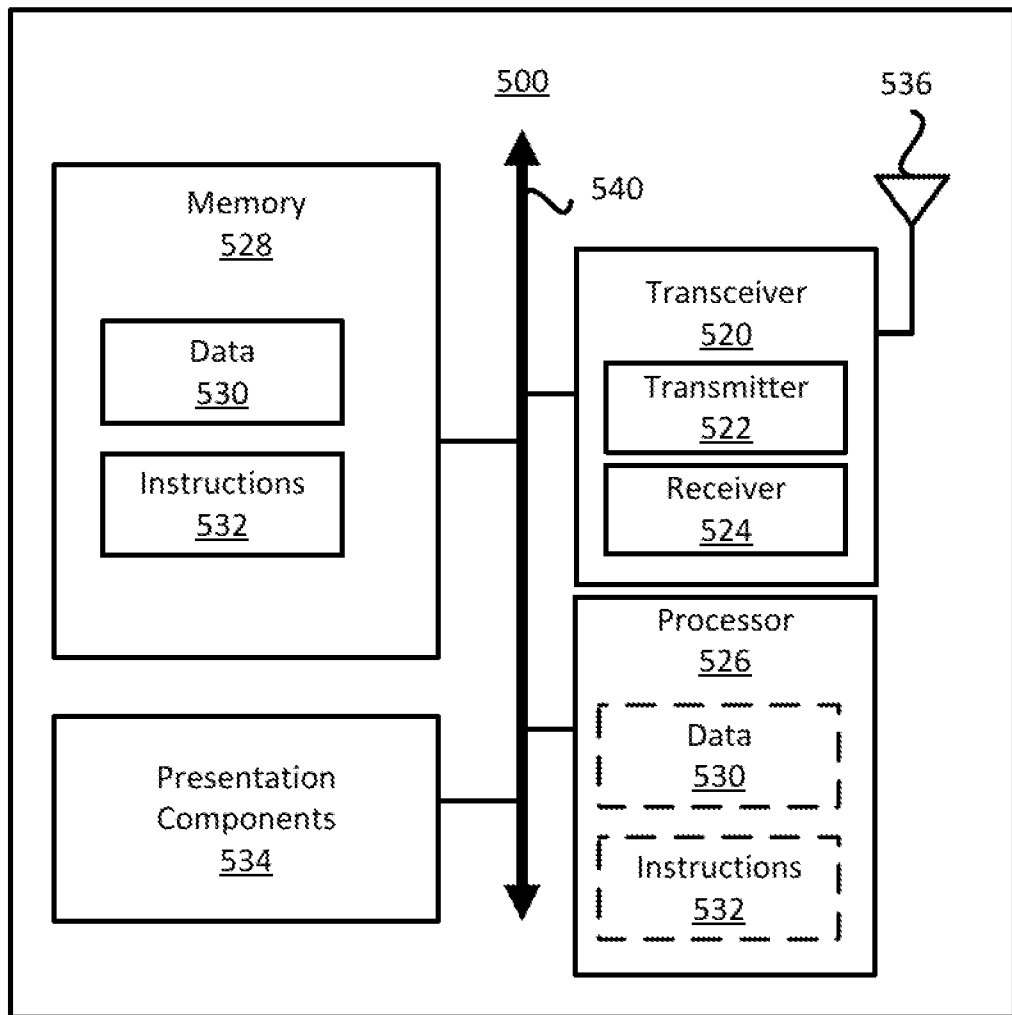 500
536
540
Memory
528
Data
530
Instructions
532
Transceiver
520
Transmitter
522
Receiver
524
Presentation
Components
534
Processor
526
Data
530
Instructions
532